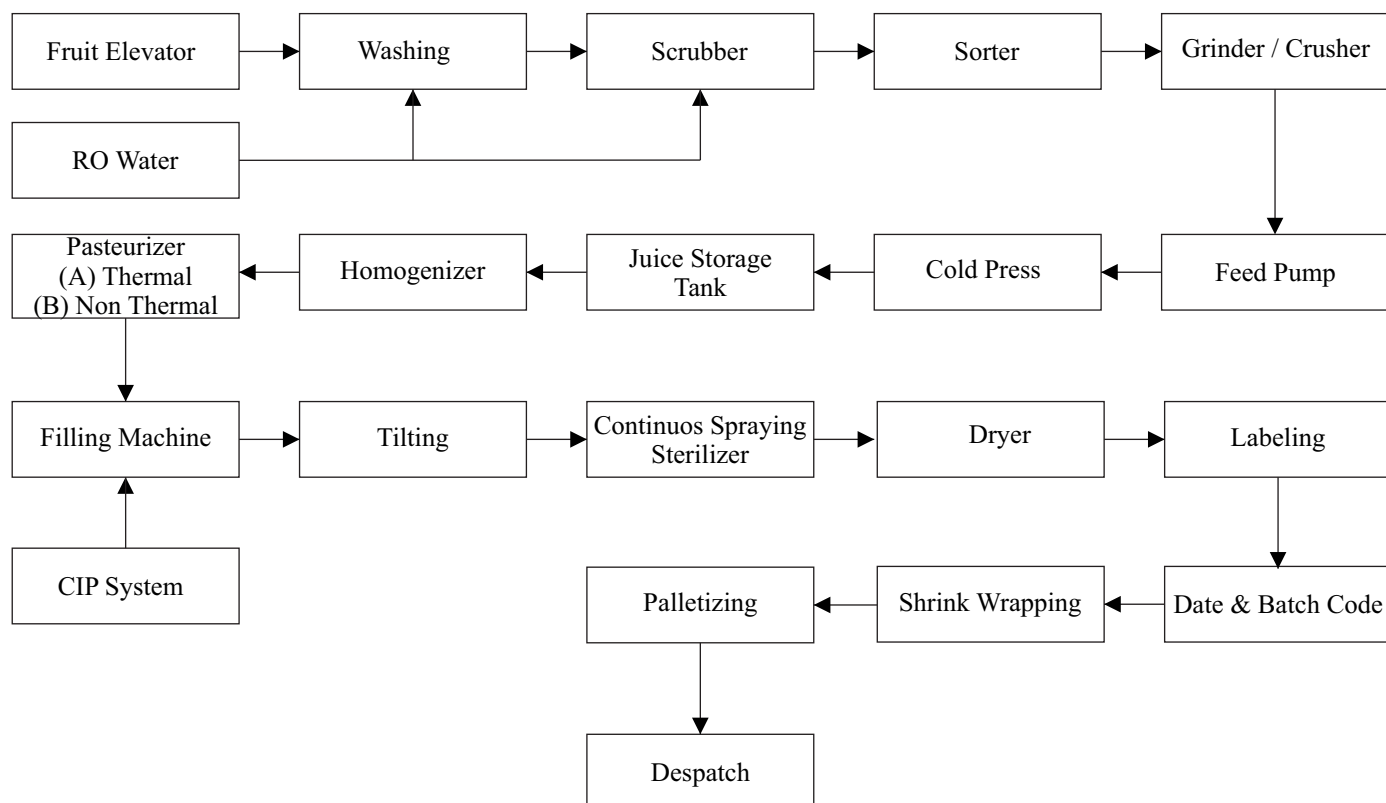 Fruit Elevator
Washing
Scrubber
Sorter
Grinder / Crusher
RO Water
Pasteurizer
(A) Thermal
(B) Non Thermal
Homogenizer
Juice Storage
Tank
Cold Press
Feed Pump
Filling Machine
Tilting
Continuos Spraying
Sterilizer
Dryer
Labeling
CIP System
Palletizing
Shrink Wrapping
Date & Batch Code
Despatch